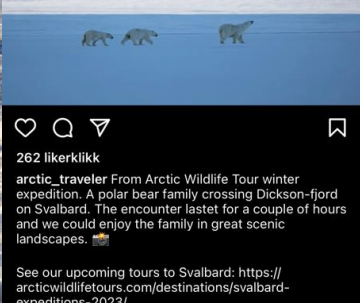 262 likerklikk
arctic_traveler From Arctic Wildlife Tour winter
expedition. A polar bear family crossing Dickson-fjord
on Svalbard. The encounter lastet for a couple of hours
and we could enjoy the family in great scenic
landscapes. 📸
See our upcoming tours to Svalbard: https://
arcticwildlifetours.com/destinations/svalbard-
expeditions-2023/